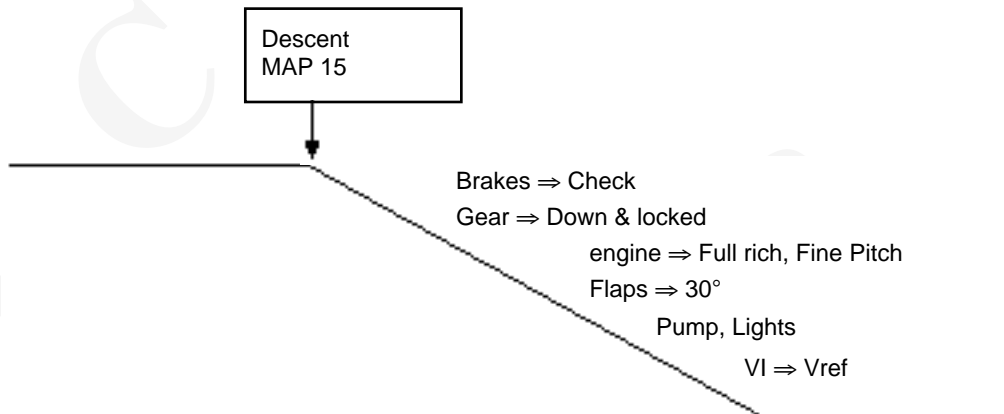 Descent
MAP 15
Brakes ⇒ Check
Gear ⇒ Down & locked
engine ⇒ Full rich, Fine Pitch
Flaps ⇒ 30°
Pump, Lights
VI ⇒ Vref